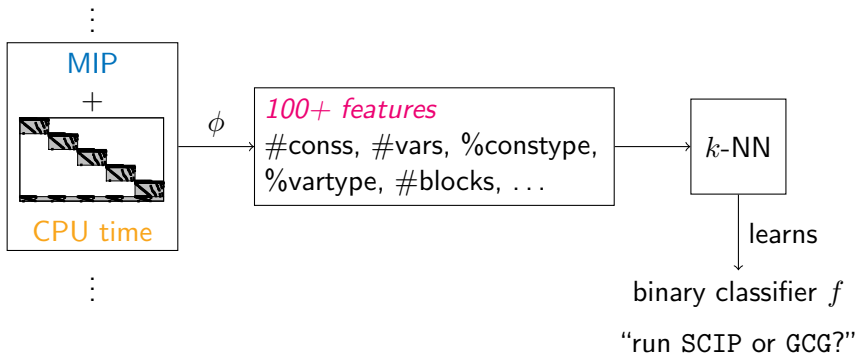 ⋮
MIP
+
CPU time
⋮
ϕ
100+ features
#conss, #vars, %constype,
%vartype, #blocks, ...
k-NN
learns
binary classifier f
“run SCIP or GCG?”